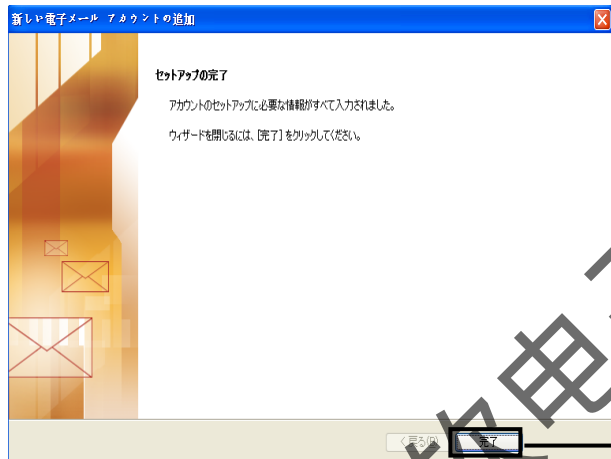 新しい電子メール アカウントの追加
セットアップの完了
アカウントのセットアップに必要な情報がすべて入力されました。
ウィザードを閉じるには、[完了] をクリックしてください。
< 戻る(B)
完了